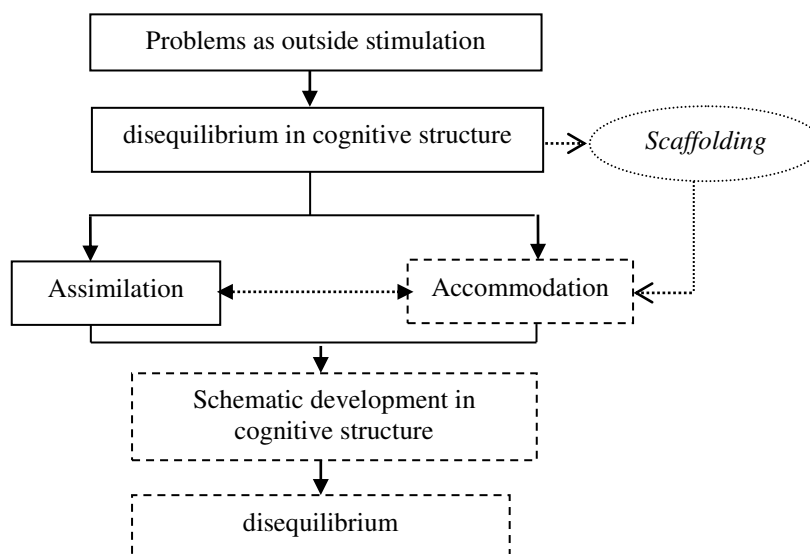 Problems as outside stimulation
disequilibrium in cognitive structure
Scaffolding
Assimilation
Accommodation
Schematic development in
cognitive structure
disequilibrium